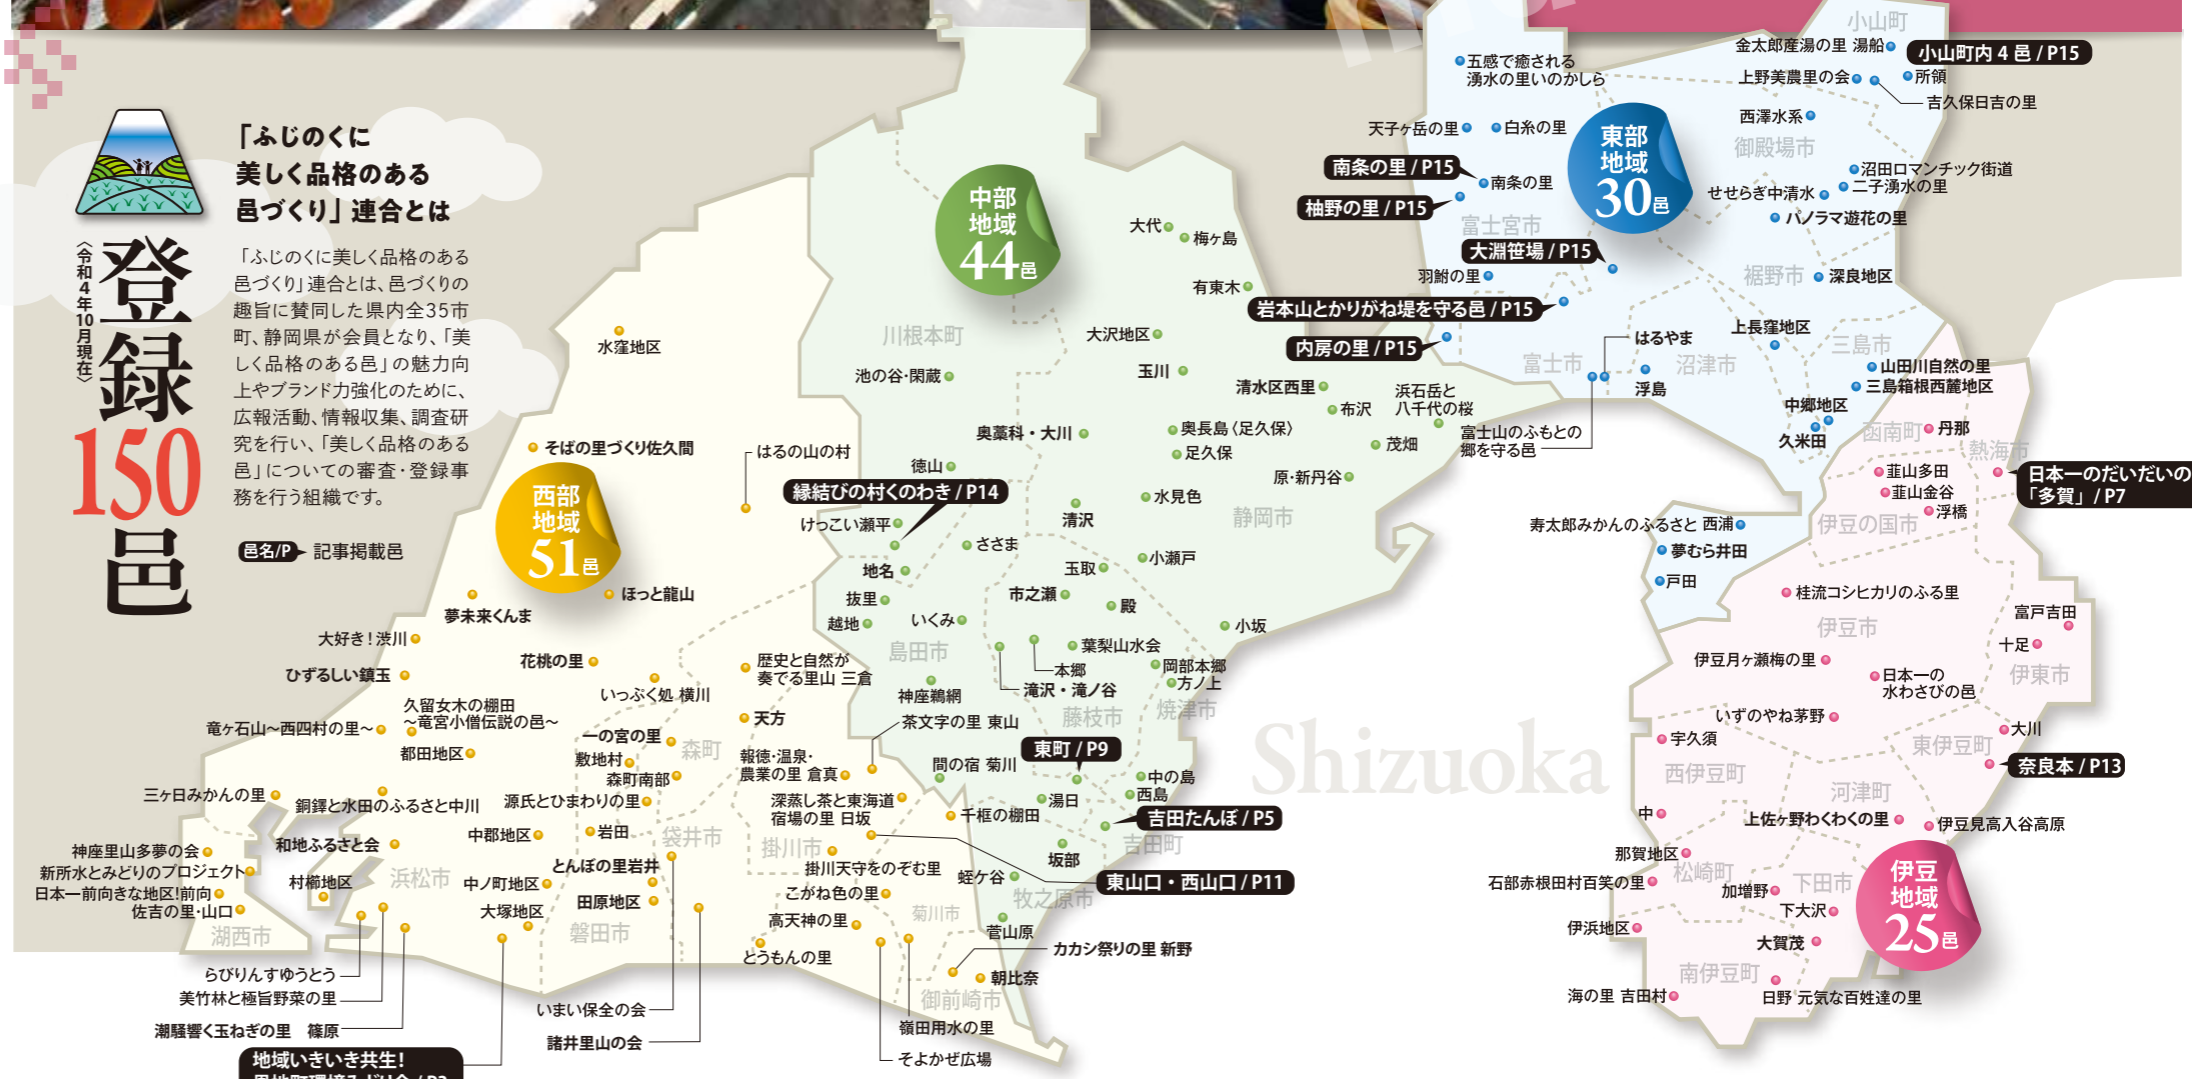 〈令和4年10月現在〉
登録
150
邑
「ふじのくに
美しく品格のある
邑づくり」連合とは
「ふじのくに美しく品格のある
邑づくり」連合とは、邑づくりの
趣旨に賛同した県内全35市
町、静岡県が会員となり、「美
しく品格のある邑」の魅力向
上やブランド力強化のために、
広報活動、情報収集、調査研
究を行い、「美しく品格のある
邑」についての審査・登録事
務を行う組織です。
邑名/P
記事掲載邑
西部
地域
51邑
水窪地区
そばの里づくり佐久間
はるの山の村
ほっと龍山
夢未来くんま
大好き!渋川
ひずるしい鎮玉
花桃の里
いっぷく処 横川
歴史と自然が
奏でる里山 三倉
久留女木の棚田
〜竜宮小僧伝説の邑〜
竜ヶ石山〜西四村の里〜
都田地区
天方
一の宮の里
森町
敷地村
森町南部
報徳・温泉・
農業の里 倉真
茶文字の里 東山
三ヶ日みかんの里
銅鐸と水田のふるさと中川
源氏とひまわりの里
深蒸し茶と東海道
宿場の里 日坂
千框の棚田
中郡地区
岩田
袋井市
掛川市
和地ふるさと会
神座里山多夢の会
新所水とみどりのプロジェクト
日本一前向きな地区!前向
佐吉の里・山口
湖西市
村櫛地区
浜松市
とんぼの里岩井
中ノ町地区
田原地区
大塚地区
磐田市
掛川天守をのぞむ里
こがね色の里
高天神の里
とうもんの里
菊川市
東山口・西山口 / P11
らびりんすゆうとう
美竹林と極旨野菜の里
潮騒響く玉ねぎの里 篠原
地域いきいき共生!
いまい保全の会
諸井里山の会
カカシ祭りの里 新野
朝比奈
御前崎市
嶺田用水の里
そよかぜ広場
中部
地域
44邑
大代
梅ヶ島
有東木
川根本町
大沢地区
池の谷・閑蔵
玉川
清水区西里
布沢
浜石岳と
八千代の桜
奥藁科・大川
奥長島〈足久保〉
足久保
茂畑
徳山
原・新丹谷
縁結びの村くのわき / P14
水見色
清沢
静岡市
けっこい瀬平
ささま
小瀬戸
地名
玉取
抜里
市之瀬
殿
越地
いくみ
小坂
島田市
葉梨山水会
本郷
岡部本郷
滝沢・滝ノ谷
方ノ上
神座鵜網
藤枝市
焼津市
東町 / P9
間の宿 菊川
中の島
西島
湯日
吉田たんぼ / P5
吉田町
坂部
蛭ケ谷
牧之原市
菅山原
東部
地域
30邑
小山町
金太郎産湯の里 湯船
小山町内 4 邑 / P15
上野美農里の会
所領
吉久保日吉の里
五感で癒される
湧水の里いのかしら
西澤水系
御殿場市
天子ヶ岳の里
白糸の里
南条の里 / P15
南条の里
沼田ロマンチック街道
二子湧水の里
せせらぎ中清水
柚野の里 / P15
パノラマ遊花の里
富士宮市
大淵笹場 / P15
羽鮒の里
裾野市
深良地区
岩本山とかりがね堤を守る邑 / P15
内房の里 / P15
はるやま
上長窪地区
三島市
富士市
沼津市
浮島
山田川自然の里
三島箱根西麓地区
中郷地区
久米田
富士山のふもとの
郷を守る邑
寿太郎みかんのふるさと 西浦
夢むら井田
戸田
伊豆
地域
25邑
函南町
丹那
熱海市
韮山多田
韮山金谷
浮橋
日本一のだいだいの
「多賀」/ P7
伊豆の国市
桂流コシヒカリのふる里
富戸吉田
伊豆市
十足
伊豆月ヶ瀬梅の里
日本一の
水わさびの邑
伊東市
いずのやね茅野
宇久須
大川
東伊豆町
奈良本 / P13
西伊豆町
河津町
中
上佐ヶ野わくわくの里
伊豆見高入谷高原
那賀地区
松崎町
石部赤根田村百笑の里
加増野
下田市
下大沢
伊浜地区
大賀茂
南伊豆町
海の里 吉田村
日野 元気な百姓達の里
Shizuoka